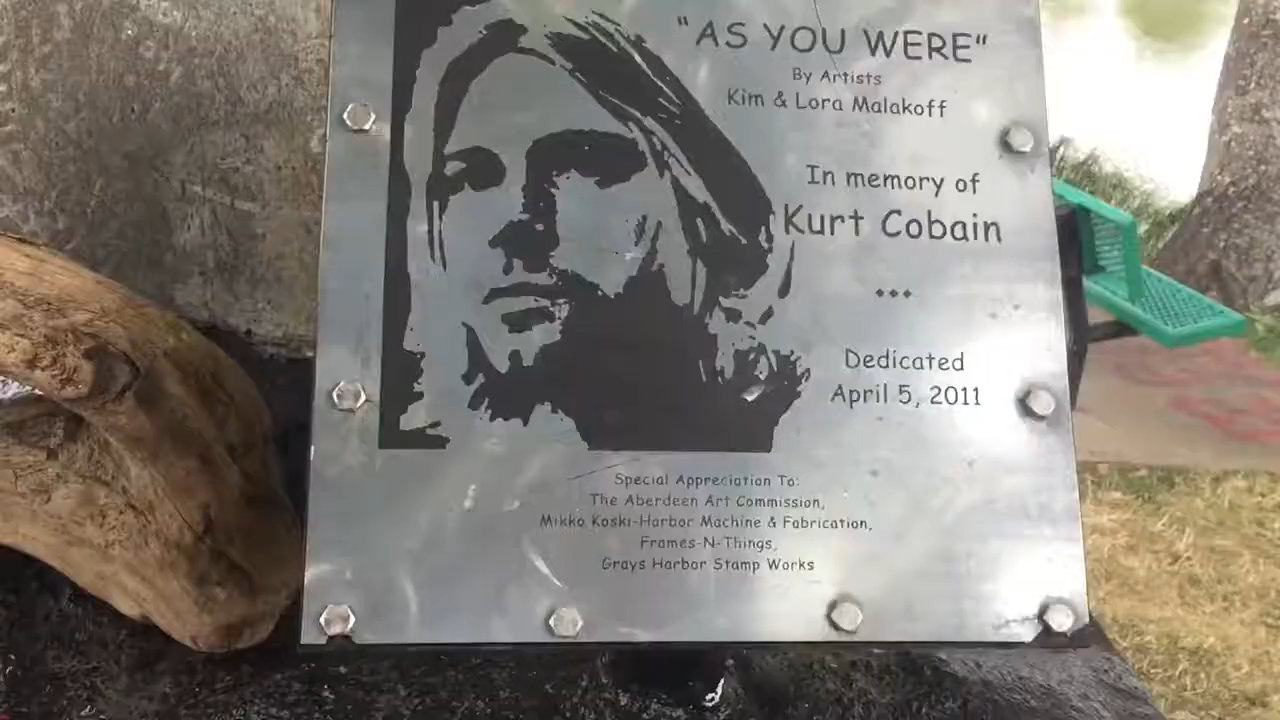 "AS YOU WERE"
By Artists
Kim & Lora Malakoff
In memory of
Kurt Cobain
Dedicated
April 5, 2011
Special Appreciation To:
The Aberdeen Art Commission,
Mikko Koski-Harbor Machine & Fabrication,
Frames-N-Things,
Grays Harbor Stamp Works